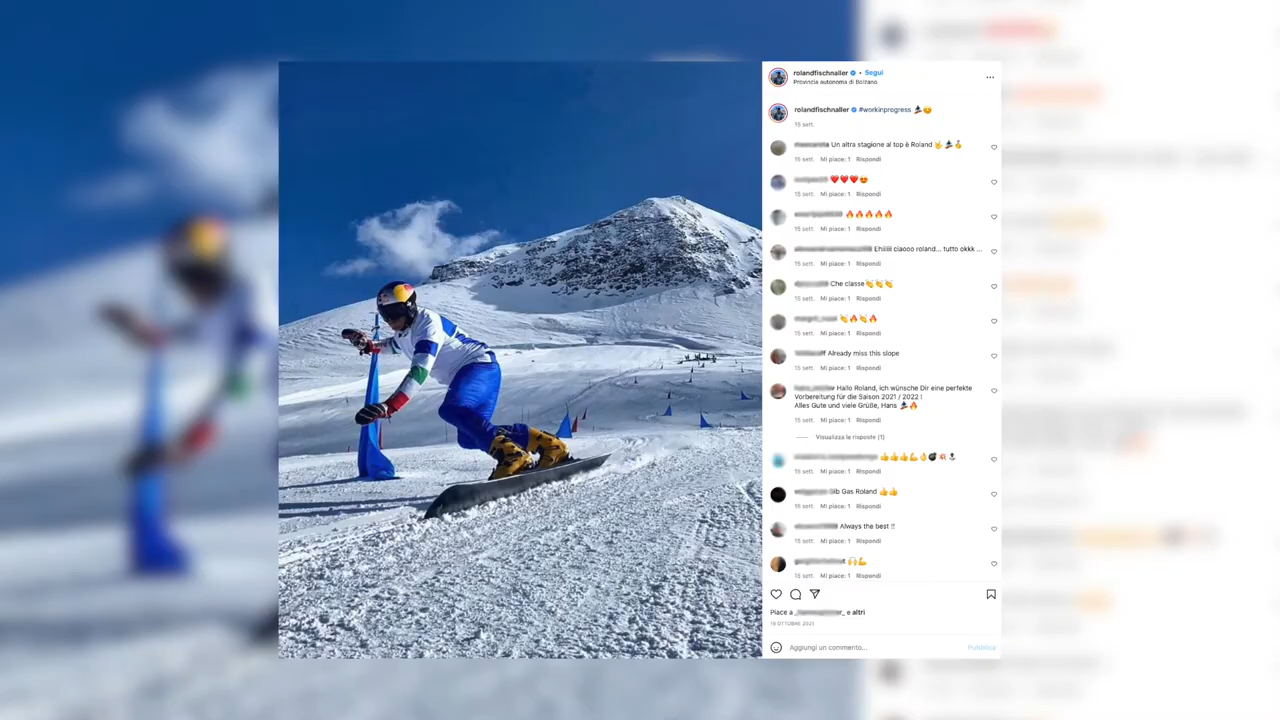 rolandfischnaller • Segui
Provincia autonoma di Bolzano
rolandfischnaller #workinprogress 🏂😊
15 sett.
Un altra stagione al top è Roland 🤘🏂🥇
15 sett. Mi piace: 1 Rispondi
❤️❤️❤️😍
15 sett. Mi piace: 1 Rispondi
🔥🔥🔥🔥🔥
15 sett. Mi piace: 1 Rispondi
Ehiiii ciaooo roland... tutto okkk ...
15 sett. Mi piace: 1 Rispondi
Che classe👏👏👏
15 sett. Mi piace: 1 Rispondi
👏🔥👏🔥
15 sett. Mi piace: 1 Rispondi
Already miss this slope
15 sett. Mi piace: 1 Rispondi
Hallo Roland, ich wünsche Dir eine perfekte
Vorbereitung für die Saison 2021 / 2022 !
Alles Gute und viele Grüße, Hans 🏂🔥
15 sett. Mi piace: 1 Rispondi
Visualizza le risposte (1)
👍👍👍💪👌💣💥🏂
15 sett. Mi piace: 1 Rispondi
Gib Gas Roland 👍👍
15 sett. Mi piace: 1 Rispondi
Always the best ‼️
15 sett. Mi piace: 1 Rispondi
🙌💪
15 sett. Mi piace: 1 Rispondi
Piace a e altri
Aggiungi un commento...
Pubblica